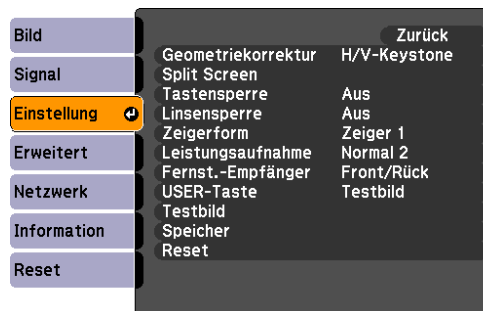 Bild
Signal
Einstellung
Erweitert
Netzwerk
Information
Reset
Zurück
Geometriekorrektur H/V-Keystone
Split Screen
Tastensperre Aus
Linsensperre Aus
Zeigerform Zeiger 1
Leistungsaufnahme Normal 2
Fernst.-Empfänger Front/Rück
USER-Taste Testbild
Testbild
Speicher
Reset